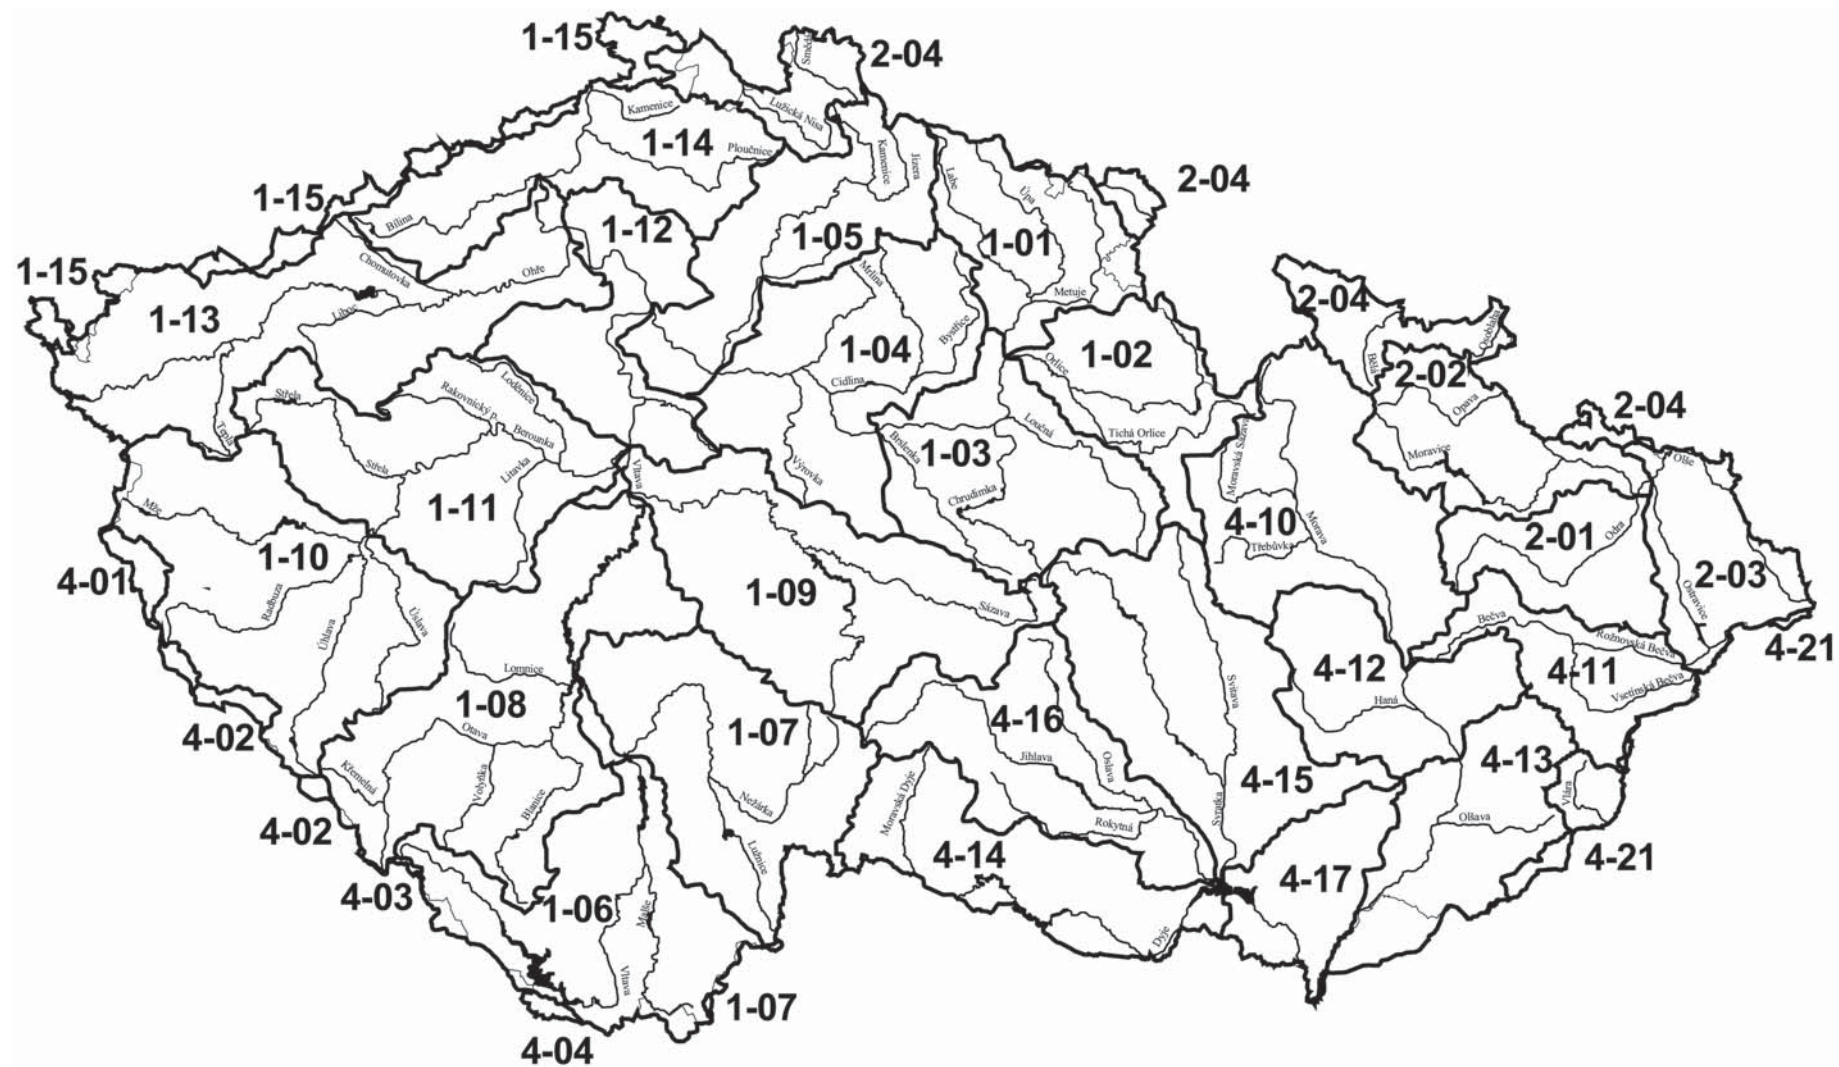 1-15
2-04
Smědá
Kamenice
Lužická Nisa
1-14
Ploučnice
Kamenice
Jizera
Labe
Úpa
2-04
1-15
Bílina
1-12
1-05
1-01
1-15
Chomutovka
Ohře
Mrlina
Metuje
2-04
1-13
Liboc
Bystřice
Osoblaha
1-04
1-02
Orlice
Bělá
2-02
Cidlina
Opava
2-04
Střela
Loděnice
Rakovnický p.
Teplá
Berounka
Loučná
Tichá Orlice
Moravská Sázava
Moravice
Olše
Střela
Litavka
Vltava
Výrovka
Brslenka
1-03
Chrudimka
Mže
1-11
4-10
Morava
Třebůvka
2-01
Odra
1-10
4-01
Radbuza
Úhlava
Úslava
1-09
Sázava
2-03
Ostravice
Bečva
Rožnovská Bečva
4-21
Lomnice
4-12
4-11
Vsetínská Bečva
Svitava
Haná
1-08
4-02
Otava
1-07
4-16
Jihlava
Oslava
4-15
4-13
Křemelná
Volyňka
Blanice
Nežárka
Moravská Dyje
Rokytná
Svratka
Vlára
Olšava
4-02
4-03
Lužnice
4-14
4-17
4-21
1-06
Malše
Dyje
Vltava
1-07
4-04